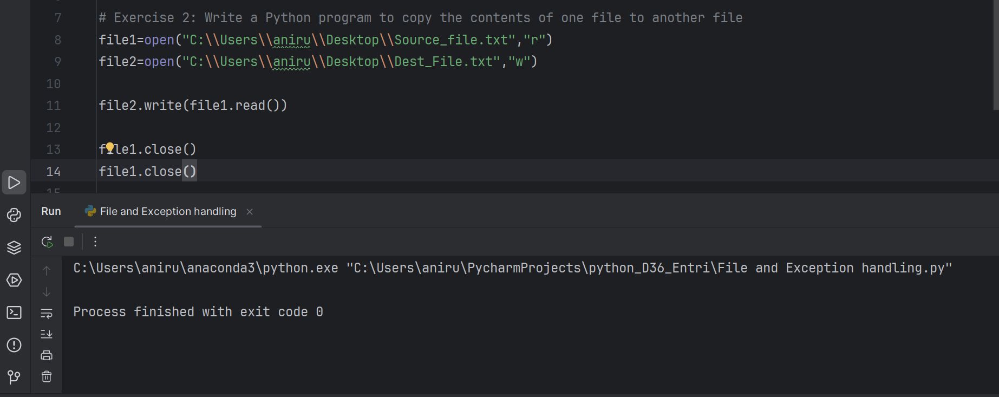 7 # Exercise 2: Write a Python program to copy the contents of one file to another file
8 file1=open("C:\\Users\\aniru\\Desktop\\Source_file.txt","r")
9 file2=open("C:\\Users\\aniru\\Desktop\\Dest_File.txt","w")
10
11 file2.write(file1.read())
12
13 file1.close()
14 file1.close()
15
Run File and Exception handling
C:\Users\aniru\anaconda3\python.exe "C:\Users\aniru\PycharmProjects\python_D36_Entri\File and Exception handling.py"
Process finished with exit code 0